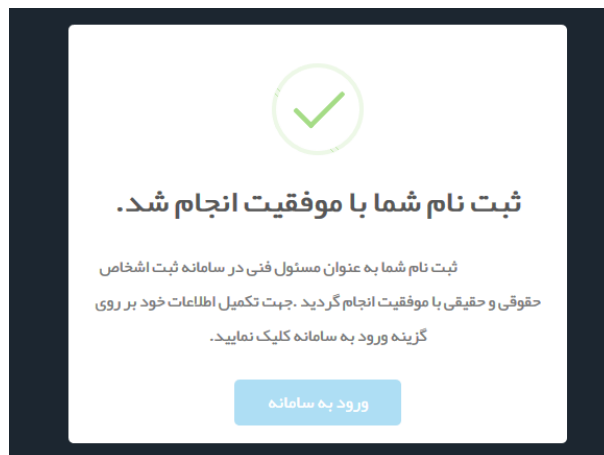 ثبت نام شما با موفقیت انجام شد.
ثبت نام شما به عنوان مسئول فنی در سامانه ثبت اشخاص
حقوقی و حقیقی با موفقیت انجام گردید .جهت تکمیل اطلاعات خود بر روی
گزینه ورود به سامانه کلیک نمایید.
ورود به سامانه